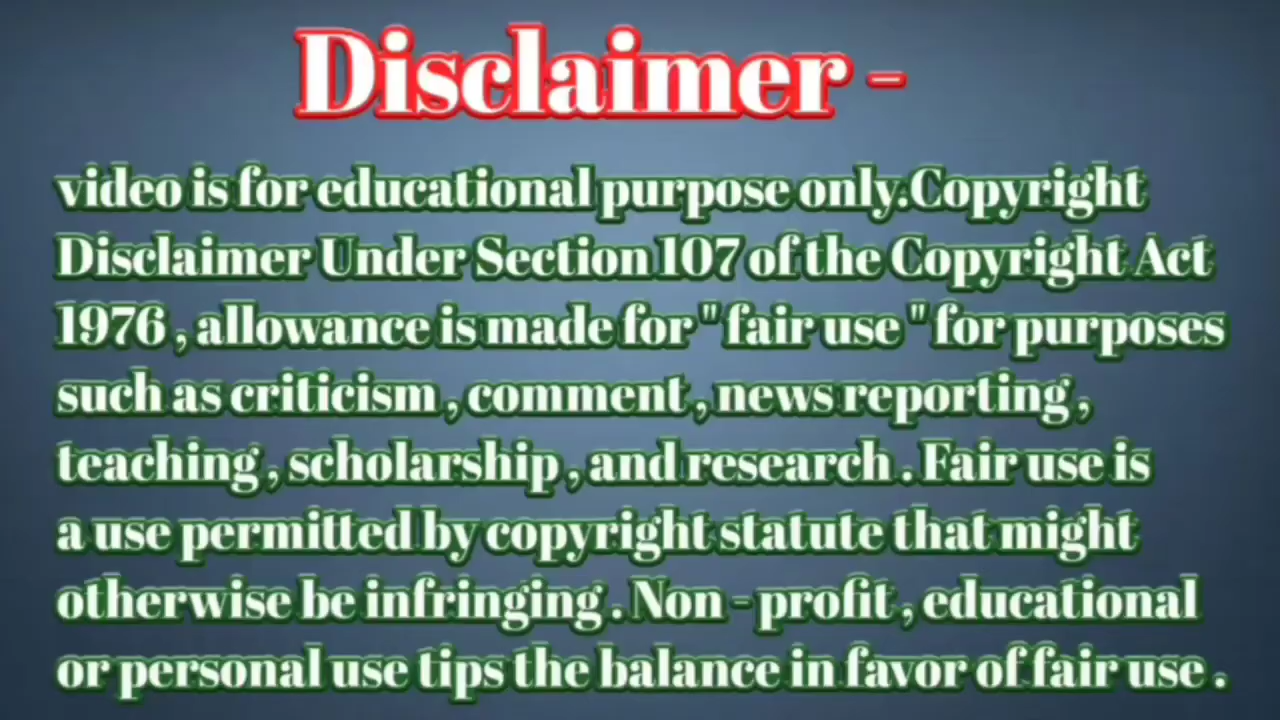 Disclaimer -
video is for educational purpose only.Copyright
Disclaimer Under Section 107 of the Copyright Act
1976 , allowance is made for " fair use " for purposes
such as criticism , comment , news reporting ,
teaching , scholarship , and research . Fair use is
a use permitted by copyright statute that might
otherwise be infringing . Non - profit , educational
or personal use tips the balance in favor of fair use .